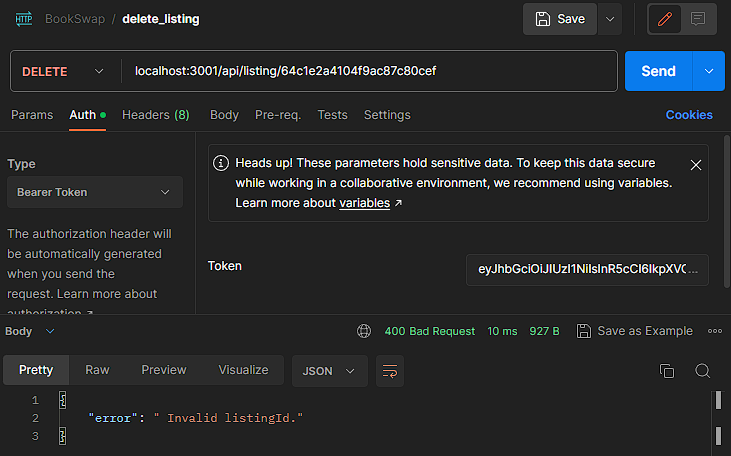 HTTP BookSwap / delete_listing Save
DELETE localhost:3001/api/listing/64c1e2a4104f9ac87c80cef Send
Params Auth Headers (8) Body Pre-req. Tests Settings Cookies
Type
Bearer Token
The authorization header will
be automatically generated
when you send the
request. Learn more about
authorization ↗
Heads up! These parameters hold sensitive data. To keep this data secure
while working in a collaborative environment, we recommend using variables.
Learn more about variables ↗
Token eyJhbGciOiJIUzI1NiIsInR5cCI6IkpXVC...
Body 400 Bad Request 10 ms 927 B Save as Example
Pretty Raw Preview Visualize JSON
1 {
2 "error": " Invalid listingId."
3 }